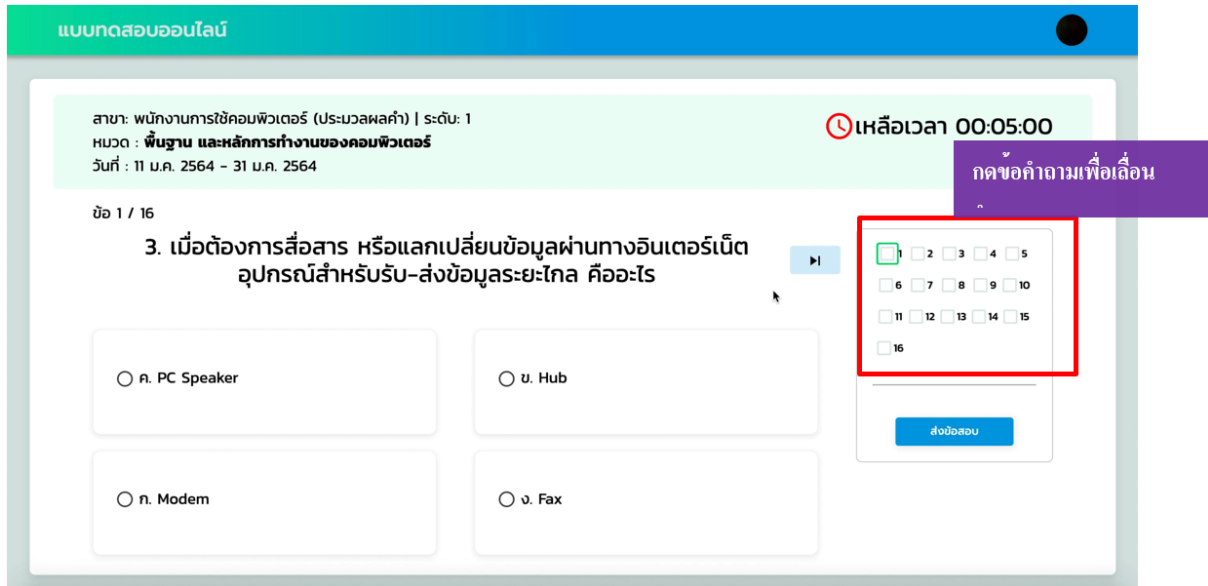 แบบทดสอบออนไลน์
สาขา: พนักงานการใช้คอมพิวเตอร์ (ประมวลผลคำ) | ระดับ: 1
หมวด : พื้นฐาน และหลักการทำงานของคอมพิวเตอร์
วันที่ : 11 ม.ค. 2564 - 31 ม.ค. 2564
เหลือเวลา 00:05:00
กดข้อคำถามเพื่อเลื่อน
ข้อ 1 / 16
3. เมื่อต้องการสื่อสาร หรือแลกเปลี่ยนข้อมูลผ่านทางอินเตอร์เน็ต
อุปกรณ์สำหรับรับ-ส่งข้อมูลระยะไกล คืออะไร
1 2 3 4 5
6 7 8 9 10
11 12 13 14 15
16
ค. PC Speaker
ข. Hub
ส่งข้อสอบ
ก. Modem
ง. Fax